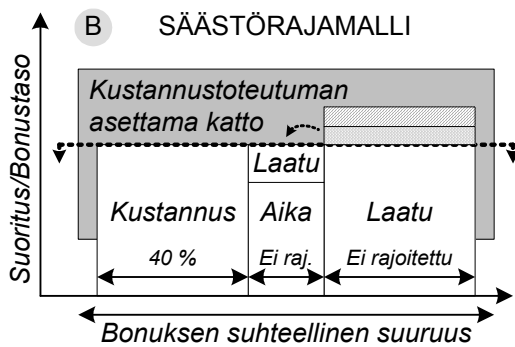 B SÄÄSTÖRAJAMALLI
Suoritus/Bonustaso
Kustannustoteutuman
asettama katto
Laatu
Kustannus Aika Laatu
40 % Ei raj. Ei rajoitettu
Bonuksen suhteellinen suuruus